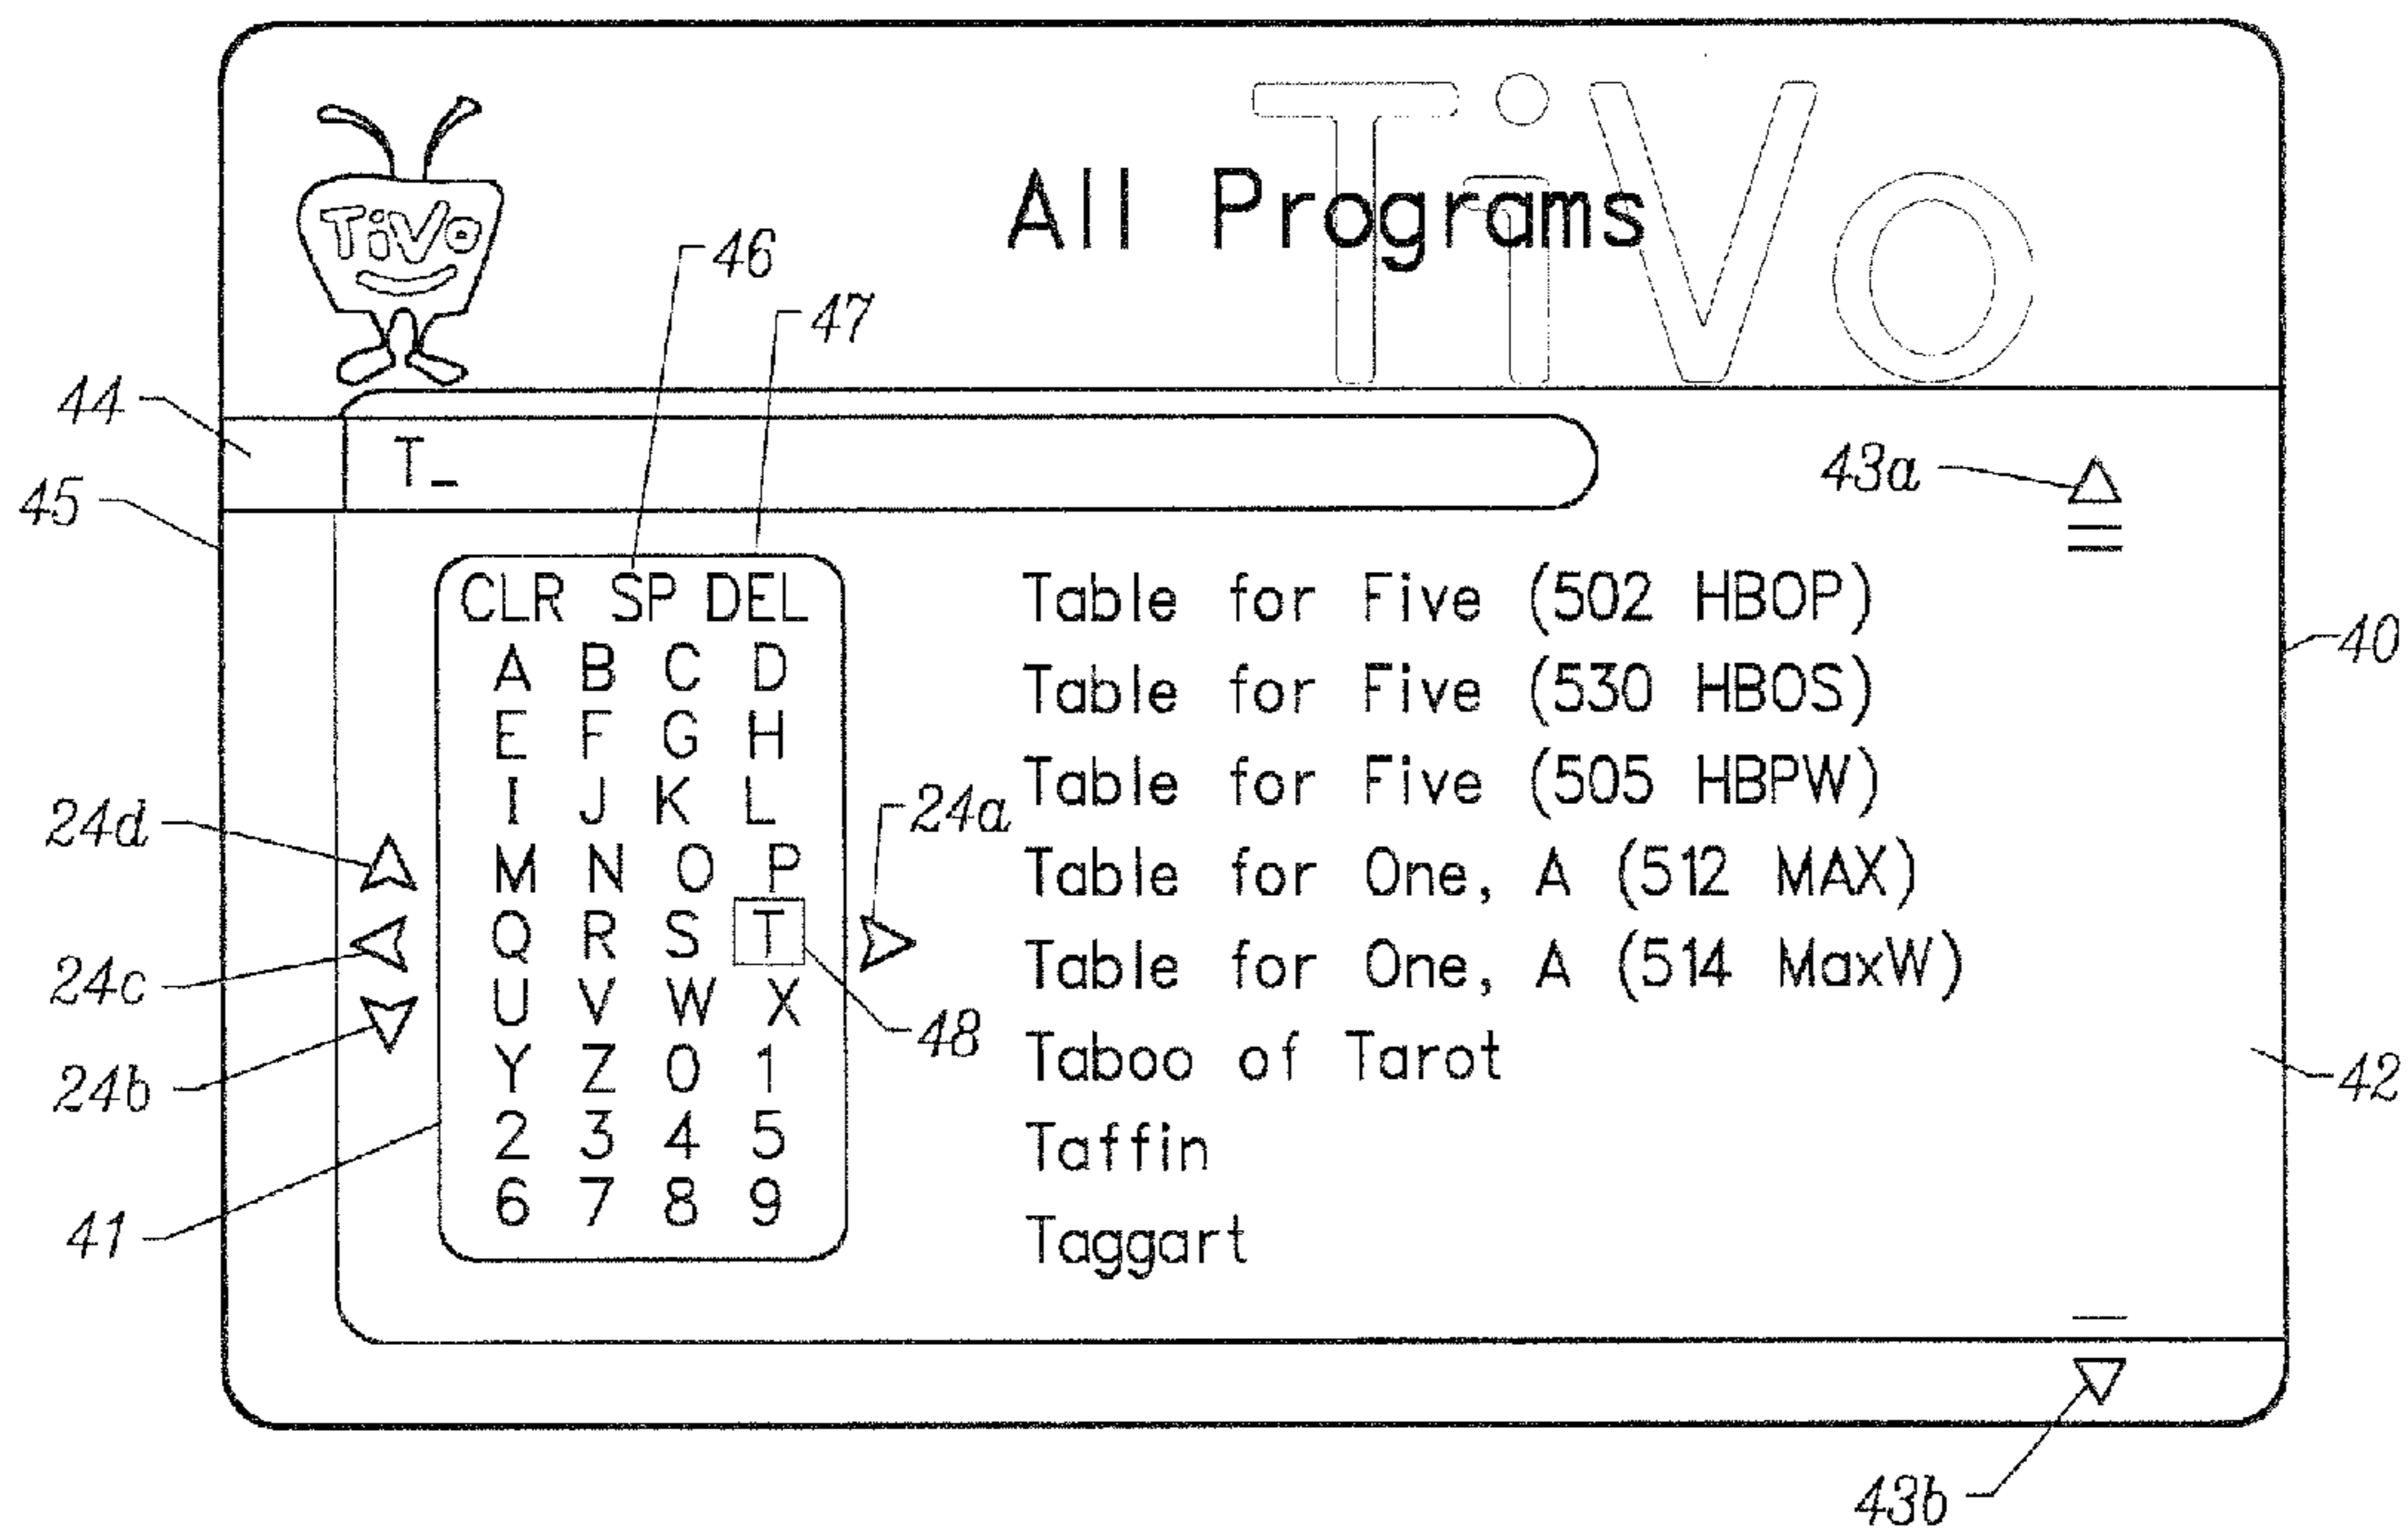 TiVo
TiVo
All Programs
46
47
44
T_
43a
45
CLR SP DEL
A B C D
E F G H
I J K L
M N O P
Q R S T
U V W X
Y Z 0 1
2 3 4 5
6 7 8 9
Table for Five (502 HBOP)
Table for Five (530 HBOS)
Table for Five (505 HBPW)
Table for One, A (512 MAX)
Table for One, A (514 MaxW)
Taboo of Tarot
Taffin
Taggart
40
24d
24a
24c
48
24b
42
41
43b